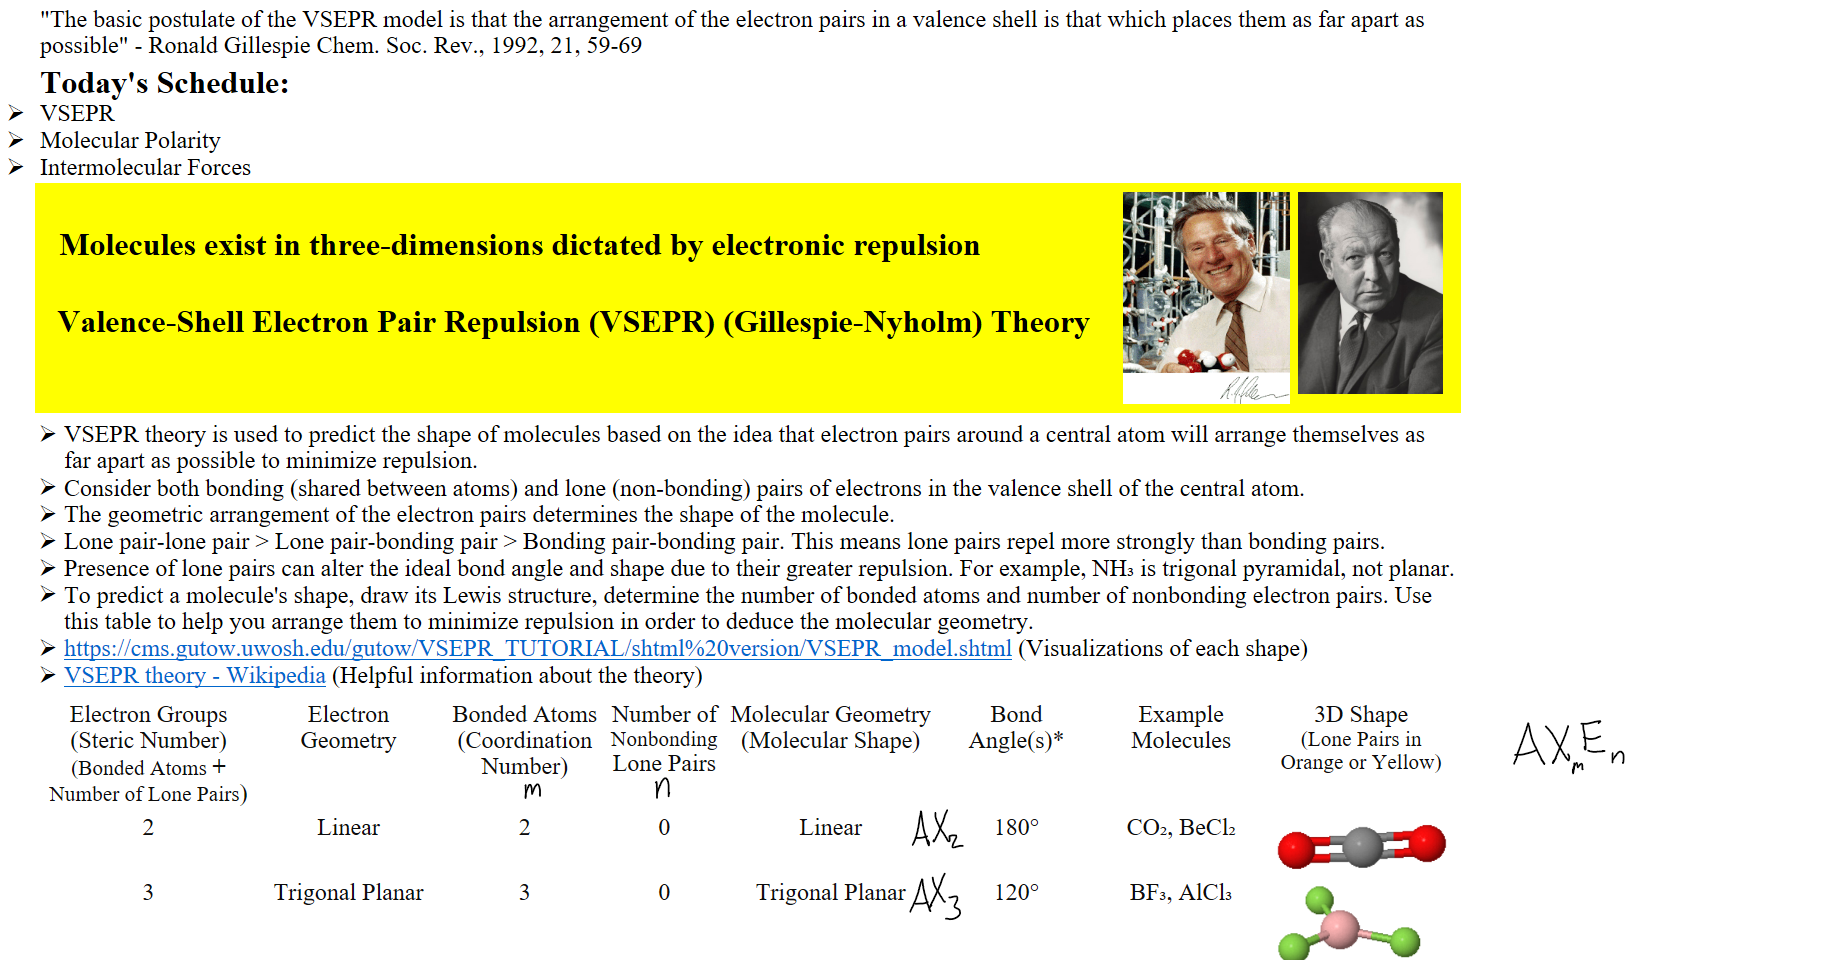 "The basic postulate of the VSEPR model is that the arrangement of the electron pairs in a valence shell is that which places them as far apart as
possible" - Ronald Gillespie Chem. Soc. Rev., 1992, 21, 59-69
Today's Schedule:
➢ VSEPR
➢ Molecular Polarity
➢ Intermolecular Forces
Molecules exist in three-dimensions dictated by electronic repulsion
Valence-Shell Electron Pair Repulsion (VSEPR) (Gillespie-Nyholm) Theory
➢ VSEPR theory is used to predict the shape of molecules based on the idea that electron pairs around a central atom will arrange themselves as
far apart as possible to minimize repulsion.
➢ Consider both bonding (shared between atoms) and lone (non-bonding) pairs of electrons in the valence shell of the central atom.
➢ The geometric arrangement of the electron pairs determines the shape of the molecule.
➢ Lone pair-lone pair > Lone pair-bonding pair > Bonding pair-bonding pair. This means lone pairs repel more strongly than bonding pairs.
➢ Presence of lone pairs can alter the ideal bond angle and shape due to their greater repulsion. For example, NH₃ is trigonal pyramidal, not planar.
➢ To predict a molecule's shape, draw its Lewis structure, determine the number of bonded atoms and number of nonbonding electron pairs. Use
this table to help you arrange them to minimize repulsion in order to deduce the molecular geometry.
➢ https://cms.gutow.uwosh.edu/gutow/VSEPR_TUTORIAL/shtml%20version/VSEPR_model.shtml (Visualizations of each shape)
➢ VSEPR theory - Wikipedia (Helpful information about the theory)
Electron Groups Electron Bonded Atoms Number of Molecular Geometry Bond Example 3D Shape
(Steric Number) Geometry (Coordination Nonbonding (Molecular Shape) Angle(s)* Molecules (Lone Pairs in AXₘEₙ
(Bonded Atoms + Number) Lone Pairs Orange or Yellow)
Number of Lone Pairs) m n
2 Linear 2 0 Linear AX₂ 180° CO₂, BeCl₂
3 Trigonal Planar 3 0 Trigonal Planar AX₃ 120° BF₃, AlCl₃